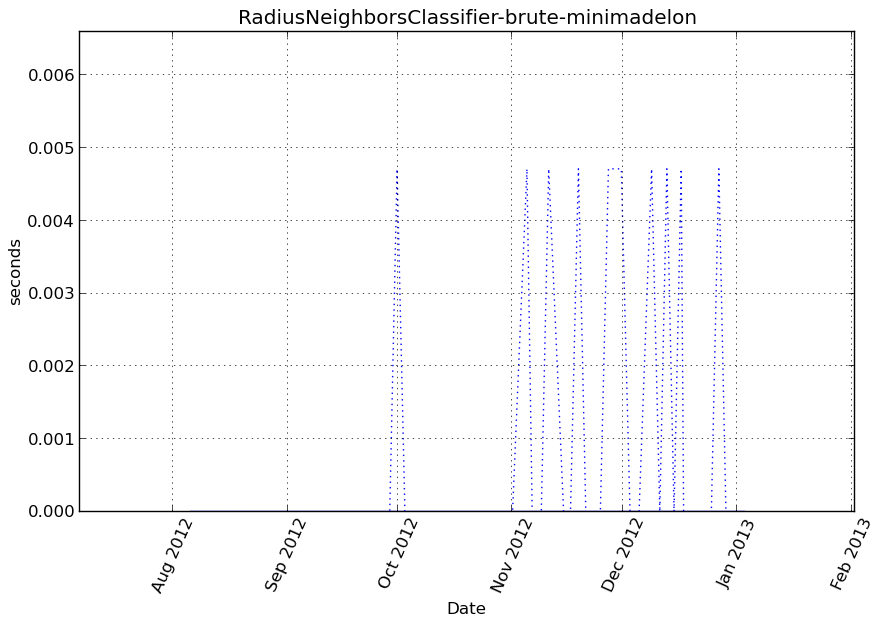 RadiusNeighborsClassifier-brute-minimadelon
0.006
0.005
0.004
0.003
0.002
0.001
0.000
seconds
Aug 2012
Sep 2012
Oct 2012
Nov 2012
Dec 2012
Jan 2013
Feb 2013
Date